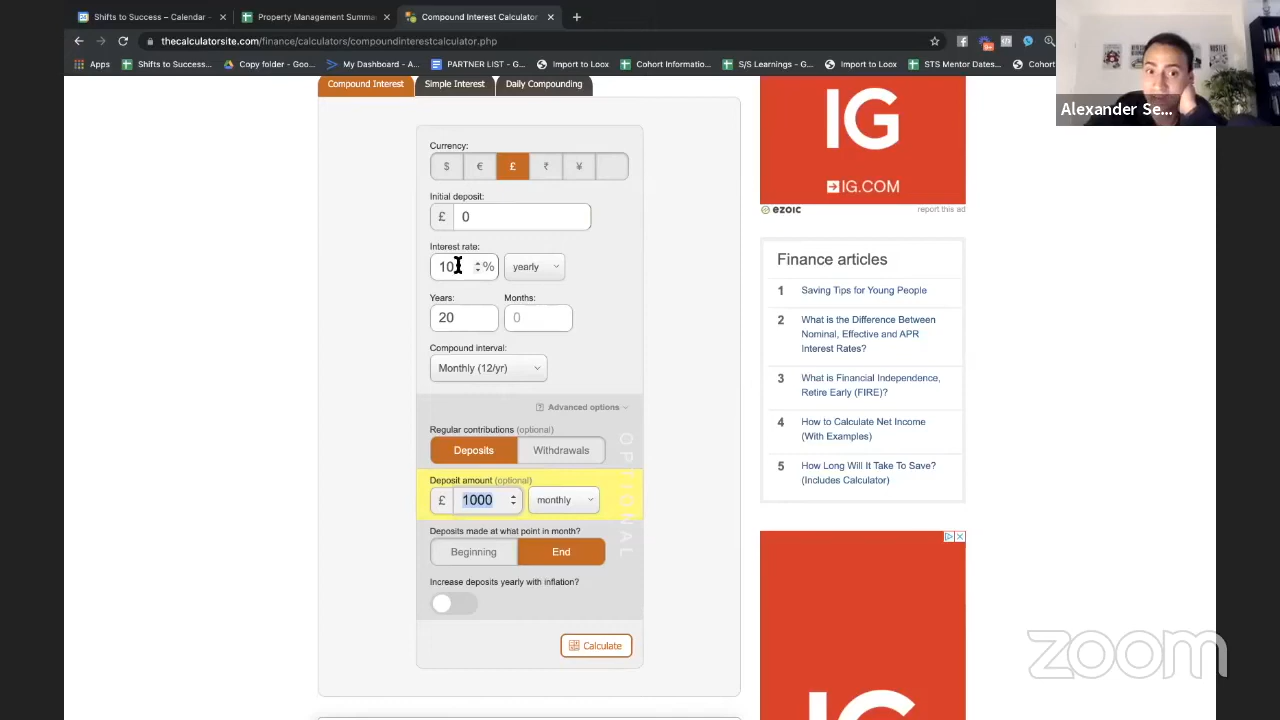 Shifts to Success – Calendar -
Property Management Summa
Compound Interest Calculator
thecalculatorsite.com/finance/calculators/compoundinterestcalculator.php
Apps
Shifts to Success...
Copy folder - Goo...
My Dashboard - A...
PARTNER LIST - G...
Import to Loox
Cohort Informatio...
S/S Learnings - G...
Import to Loox
STS Mentor Dates...
Cohort
Alexander Se...
Compound Interest
Simple Interest
Daily Compounding
Currency:
$ € £ ₹ ¥
Initial deposit:
£ 0
Interest rate:
10 % yearly
Years: Months:
20 0
Compound interval:
Monthly (12/yr)
Advanced options
Regular contributions (optional)
Deposits Withdrawals
OPTIONAL
Deposit amount (optional)
£ 1000 monthly
Deposits made at what point in month?
Beginning End
Increase deposits yearly with inflation?
Calculate
IG
IG.COM
ezoic
report this ad
Finance articles
1 Saving Tips for Young People
2 What is the Difference Between
Nominal, Effective and APR
Interest Rates?
3 What is Financial Independence,
Retire Early (FIRE)?
4 How to Calculate Net Income
(With Examples)
5 How Long Will It Take To Save?
(Includes Calculator)
IG
zoom